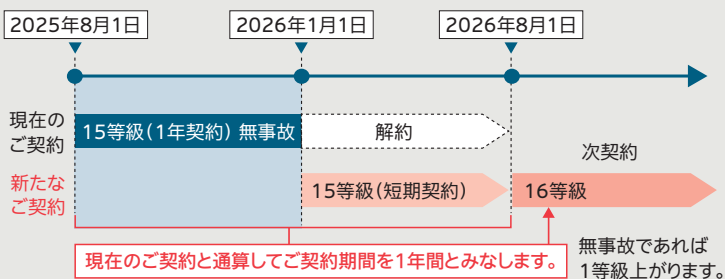 2025年8月1日
2026年1月1日
2026年8月1日
現在の
ご契約
15等級(1年契約) 無事故
解約
次契約
新たな
ご契約
15等級(短期契約)
16等級
現在のご契約と通算してご契約期間を1年間とみなします。
無事故であれば
1等級上がります。